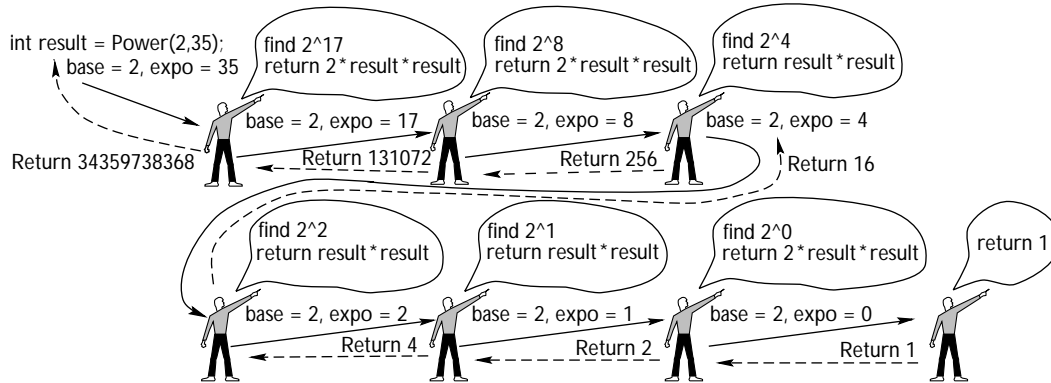 int result = Power(2,35);
base = 2, expo = 35
find 2^17
return 2*result*result
find 2^8
return 2*result*result
find 2^4
return result*result
base = 2, expo = 17
base = 2, expo = 8
base = 2, expo = 4
Return 34359738368
Return 131072
Return 256
Return 16
find 2^2
return result*result
find 2^1
return result*result
find 2^0
return 2*result*result
return 1
base = 2, expo = 2
base = 2, expo = 1
base = 2, expo = 0
Return 4
Return 2
Return 1